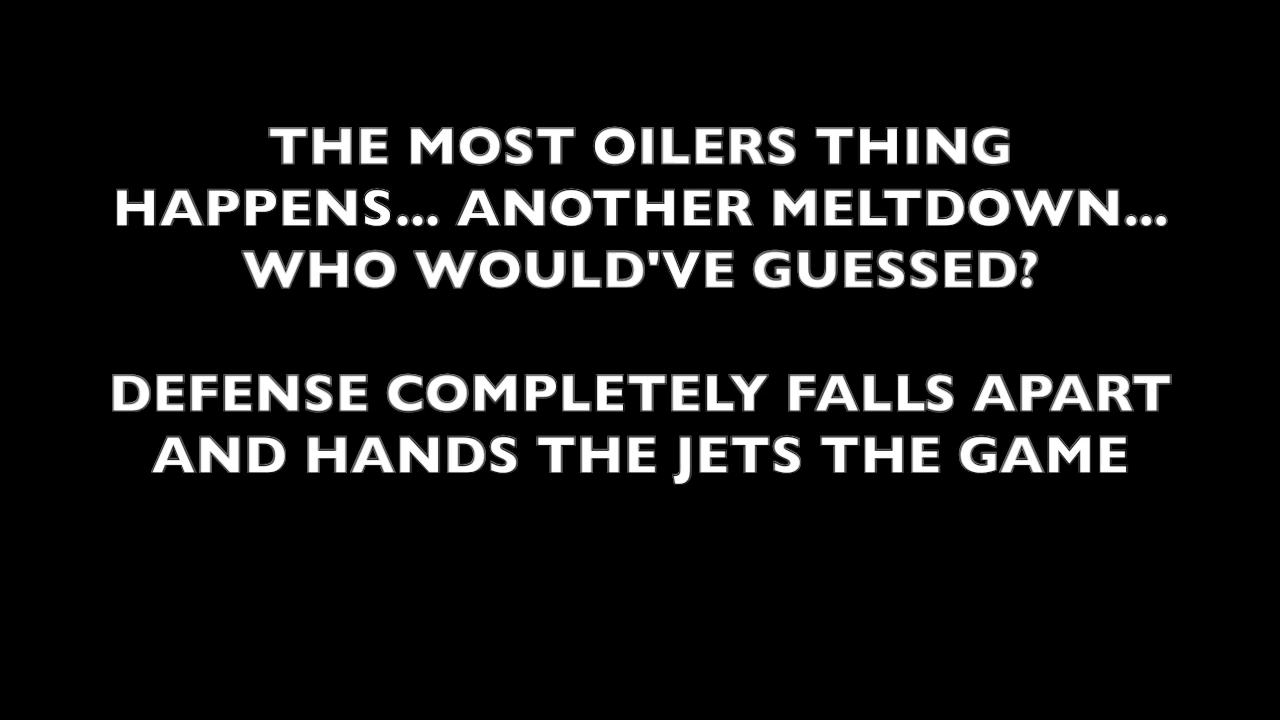 THE MOST OILERS THING
HAPPENS... ANOTHER MELTDOWN...
WHO WOULD'VE GUESSED?
DEFENSE COMPLETELY FALLS APART
AND HANDS THE JETS THE GAME